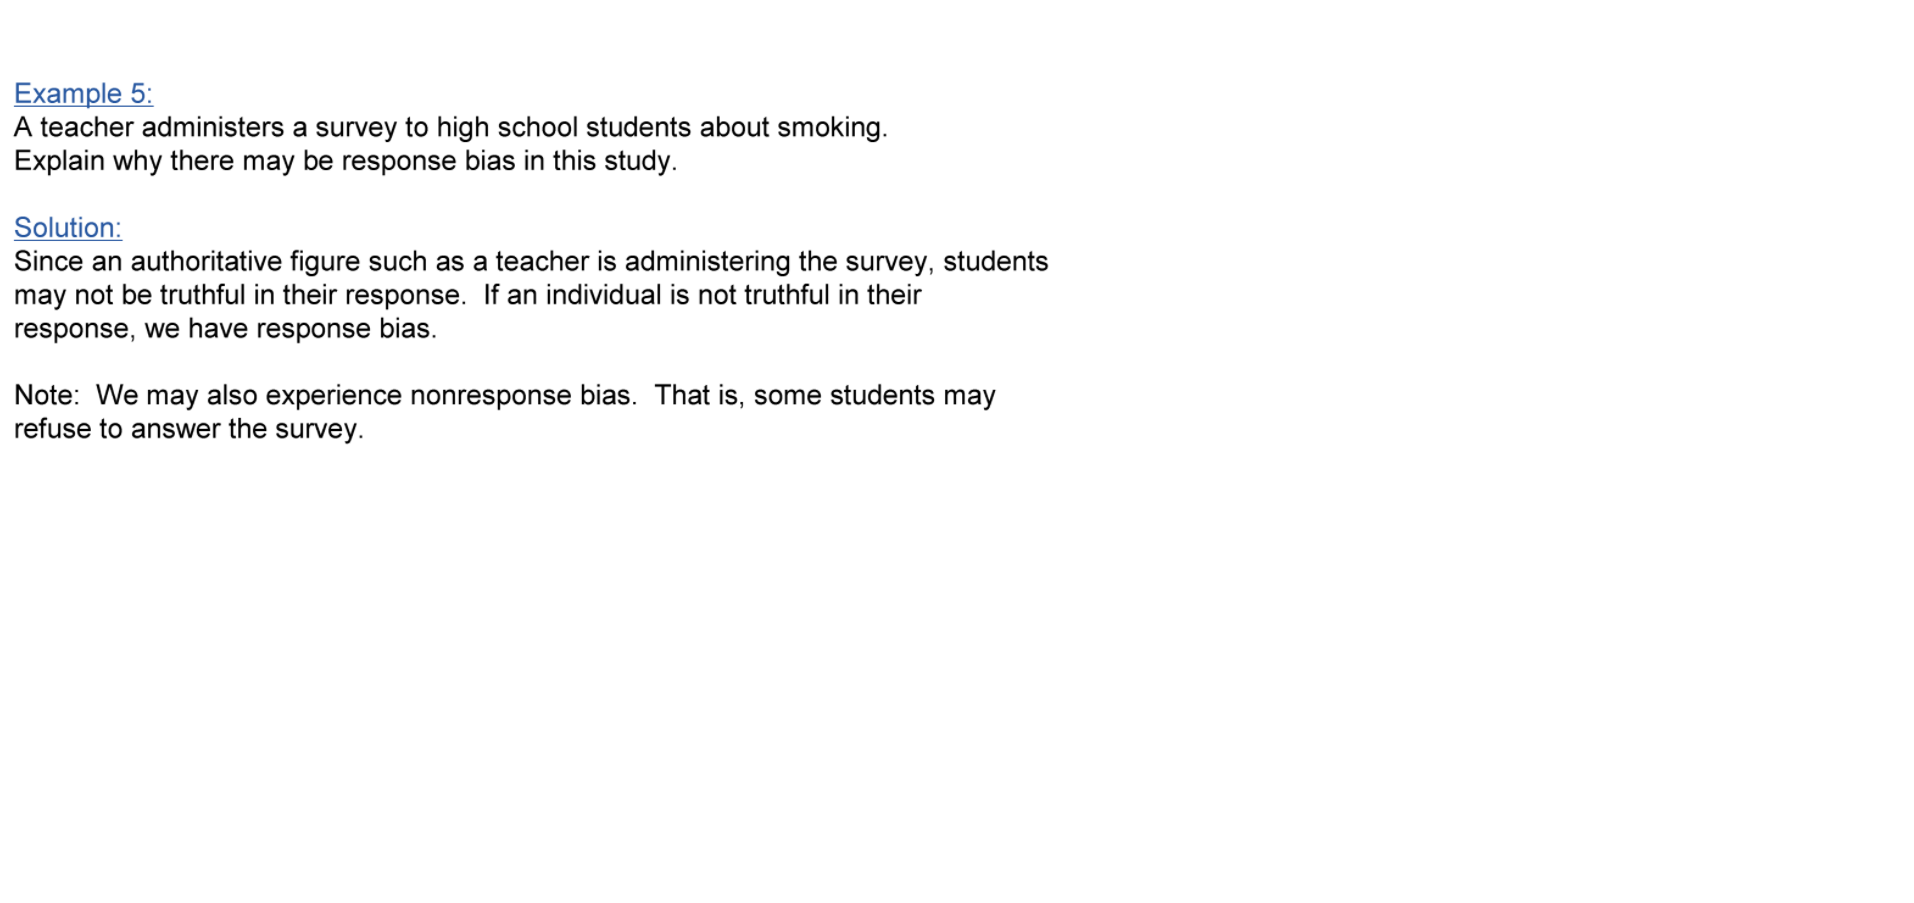 Example 5:
A teacher administers a survey to high school students about smoking.
Explain why there may be response bias in this study.
Solution:
Since an authoritative figure such as a teacher is administering the survey, students
may not be truthful in their response.  If an individual is not truthful in their
response, we have response bias.
Note:  We may also experience nonresponse bias.  That is, some students may
refuse to answer the survey.